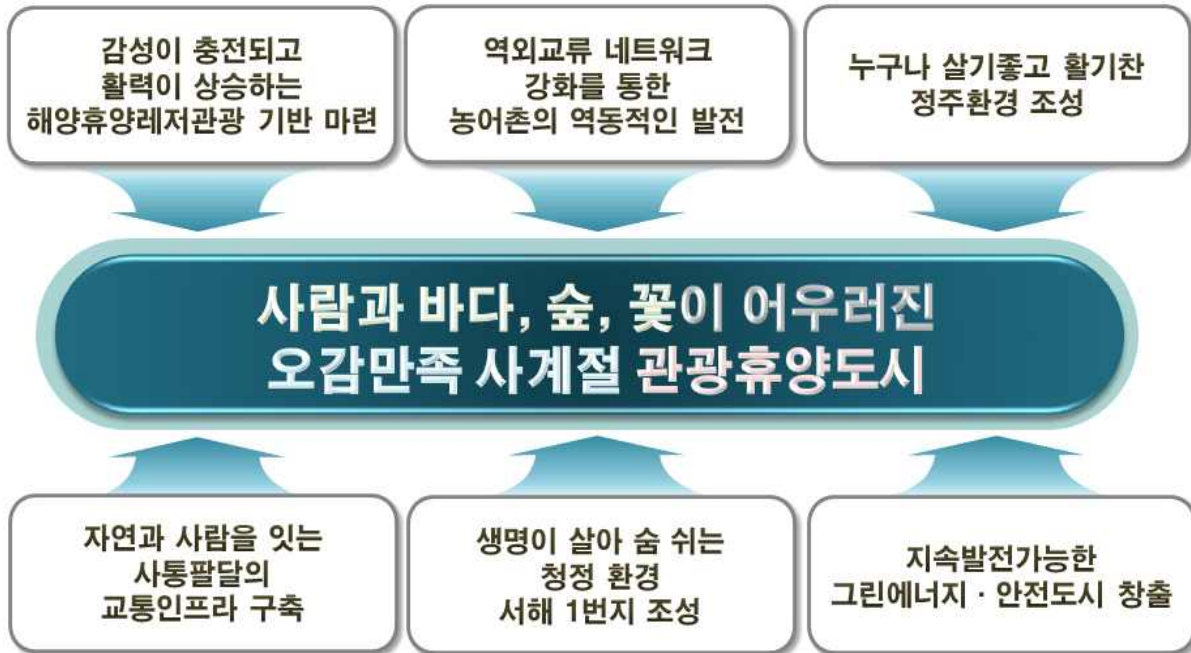 감성이 충전되고
활력이 상승하는
해양휴양레저관광 기반 마련
역외교류 네트워크
강화를 통한
농어촌의 역동적인 발전
누구나 살기좋고 활기찬
정주환경 조성
사람과 바다, 숲, 꽃이 어우러진
오감만족 사계절 관광휴양도시
자연과 사람을 잇는
사통팔달의
교통인프라 구축
생명이 살아 숨 쉬는
청정 환경
서해 1번지 조성
지속발전가능한
그린에너지 · 안전도시 창출